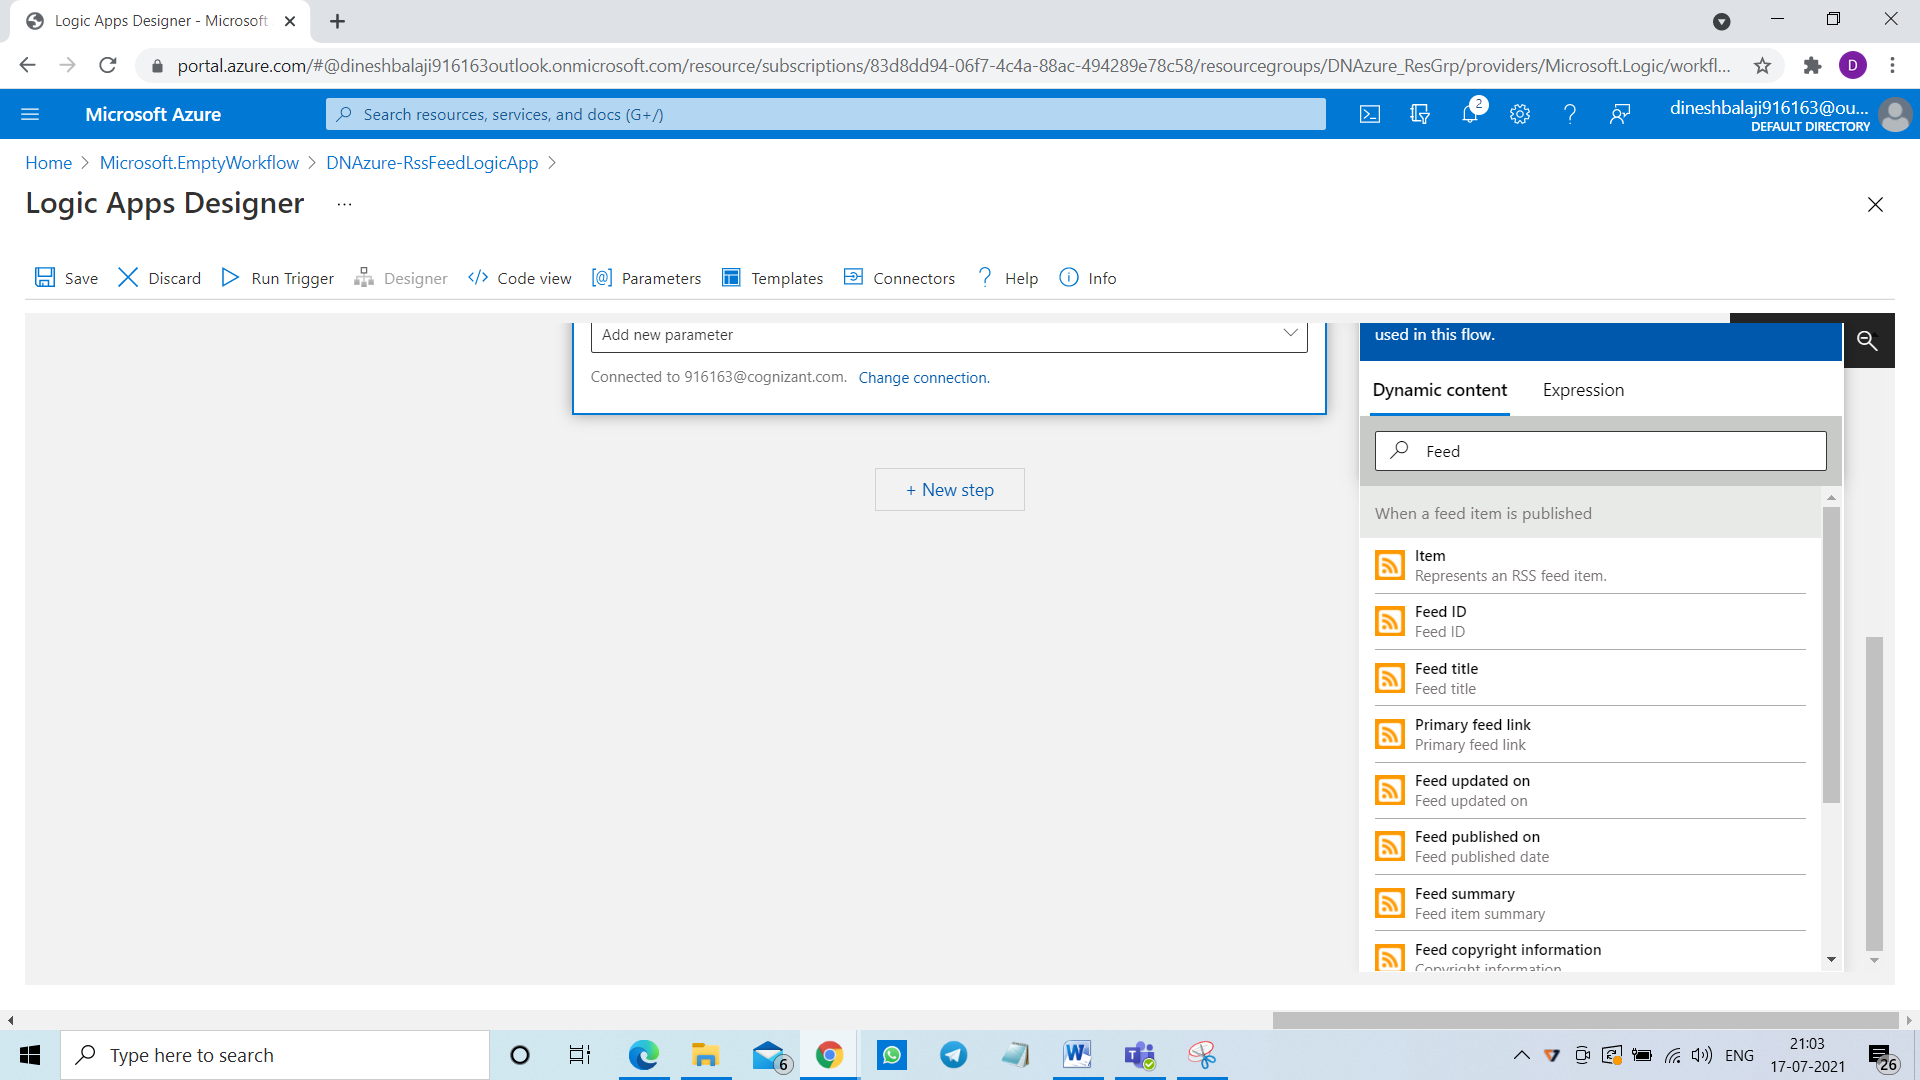 Logic Apps Designer - Microsoft
portal.azure.com/#@dineshbalaji916163outlook.onmicrosoft.com/resource/subscriptions/83d8dd94-06f7-4c4a-88ac-494289e78c58/resourcegroups/DNAzure_ResGrp/providers/Microsoft.Logic/workfl...
D
Microsoft Azure
Search resources, services, and docs (G+/)
2
dineshbalaji916163@ou...
DEFAULT DIRECTORY
Home > Microsoft.EmptyWorkflow > DNAzure-RssFeedLogicApp >
Logic Apps Designer ...
Save Discard Run Trigger Designer Code view Parameters Templates Connectors Help Info
Add new parameter
Connected to 916163@cognizant.com. Change connection.
+ New step
used in this flow.
Dynamic content Expression
Feed
When a feed item is published
Item
Represents an RSS feed item.
Feed ID
Feed ID
Feed title
Feed title
Primary feed link
Primary feed link
Feed updated on
Feed updated on
Feed published on
Feed published date
Feed summary
Feed item summary
Feed copyright information
Copyright information
Type here to search
6
ENG
21:03
17-07-2021
26